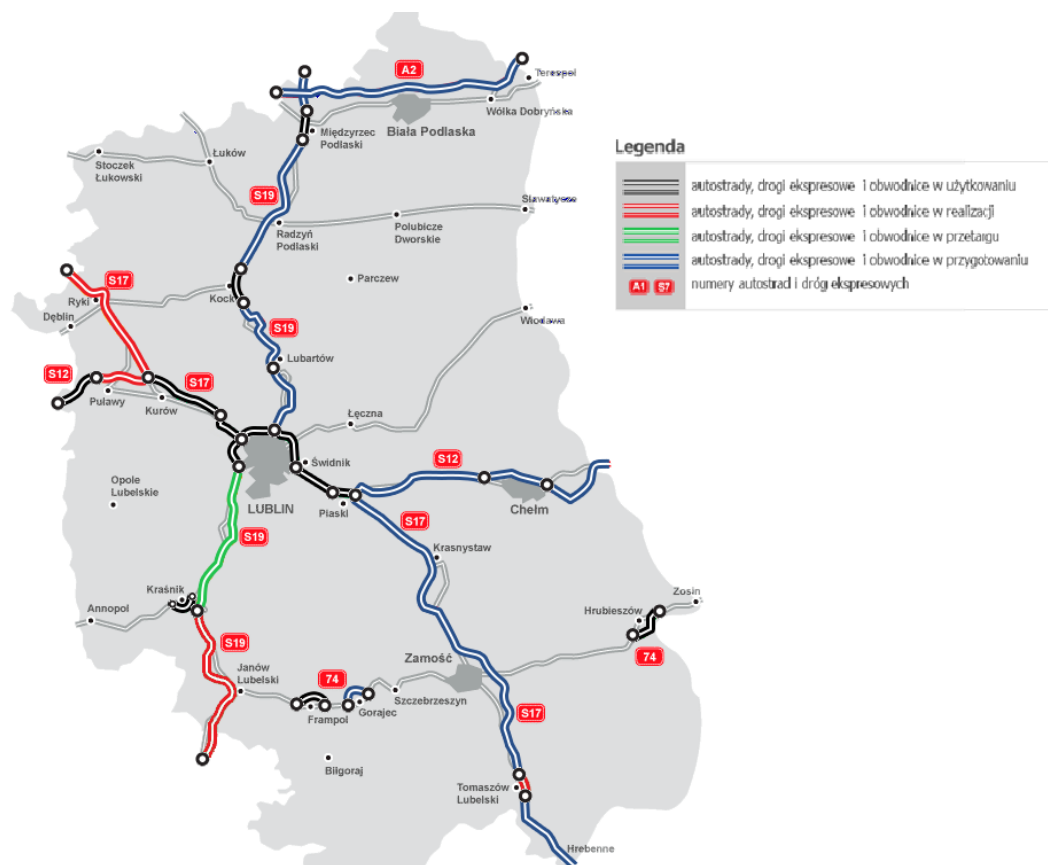 A2
Terespol
Wólka Dobryńska
Biała Podlaska
Międzyrzec
Podlaski
Łuków
Stoczek
Łukowski
S19
Sławatycze
Radzyń
Podlaski
Polubicze
Dworskie
Parczew
S17
Ryki
Dęblin
Kock
S19
Włodawa
Lubartów
S12
S17
Puławy
Kurów
Łęczna
Świdnik
S12
Opole
Lubelskie
LUBLIN
Piaski
Chełm
S17
S19
Krasnystaw
Kraśnik
Annopol
Zosin
Hrubieszów
S19
74
Zamość
Janów
Lubelski
74
Szczebrzeszyn
Frampol
Gorajec
S17
Biłgoraj
Tomaszów
Lubelski
Hrebenne
Legenda
autostrady, drogi ekspresowe i obwodnice w użytkowaniu
autostrady, drogi ekspresowe i obwodnice w realizacji
autostrady, drogi ekspresowe i obwodnice w przetargu
autostrady, drogi ekspresowe i obwodnice w przygotowaniu
A1 S7 numery autostrad i dróg ekspresowych